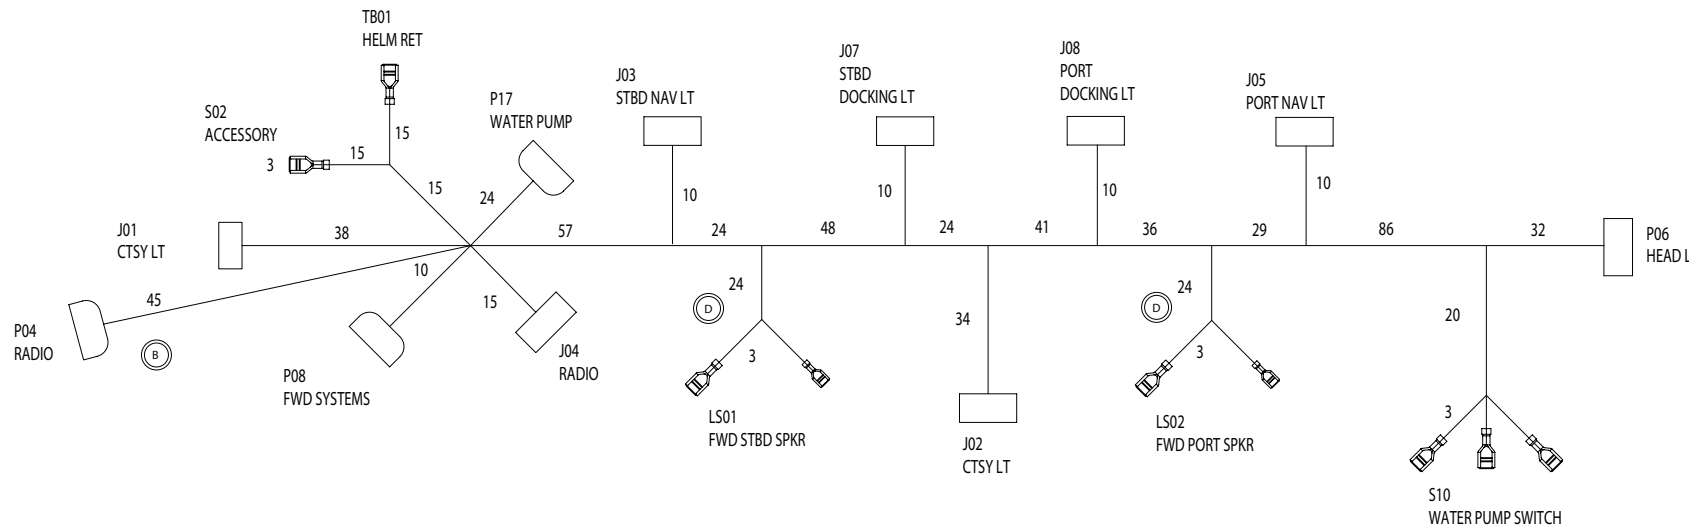 TB01
HELM RET
S02
ACCESSORY
3
15
15
15
P17
WATER PUMP
24
J03
STBD NAV LT
10
J07
STBD
DOCKING LT
10
J08
PORT
DOCKING LT
10
J05
PORT NAV LT
10
J01
CTSY LT
38
57
24
48
24
41
36
29
86
32
P06
HEAD L
P04
RADIO
45
B
10
P08
FWD SYSTEMS
15
J04
RADIO
24
D
3
LS01
FWD STBD SPKR
34
J02
CTSY LT
24
D
3
LS02
FWD PORT SPKR
20
3
S10
WATER PUMP SWITCH